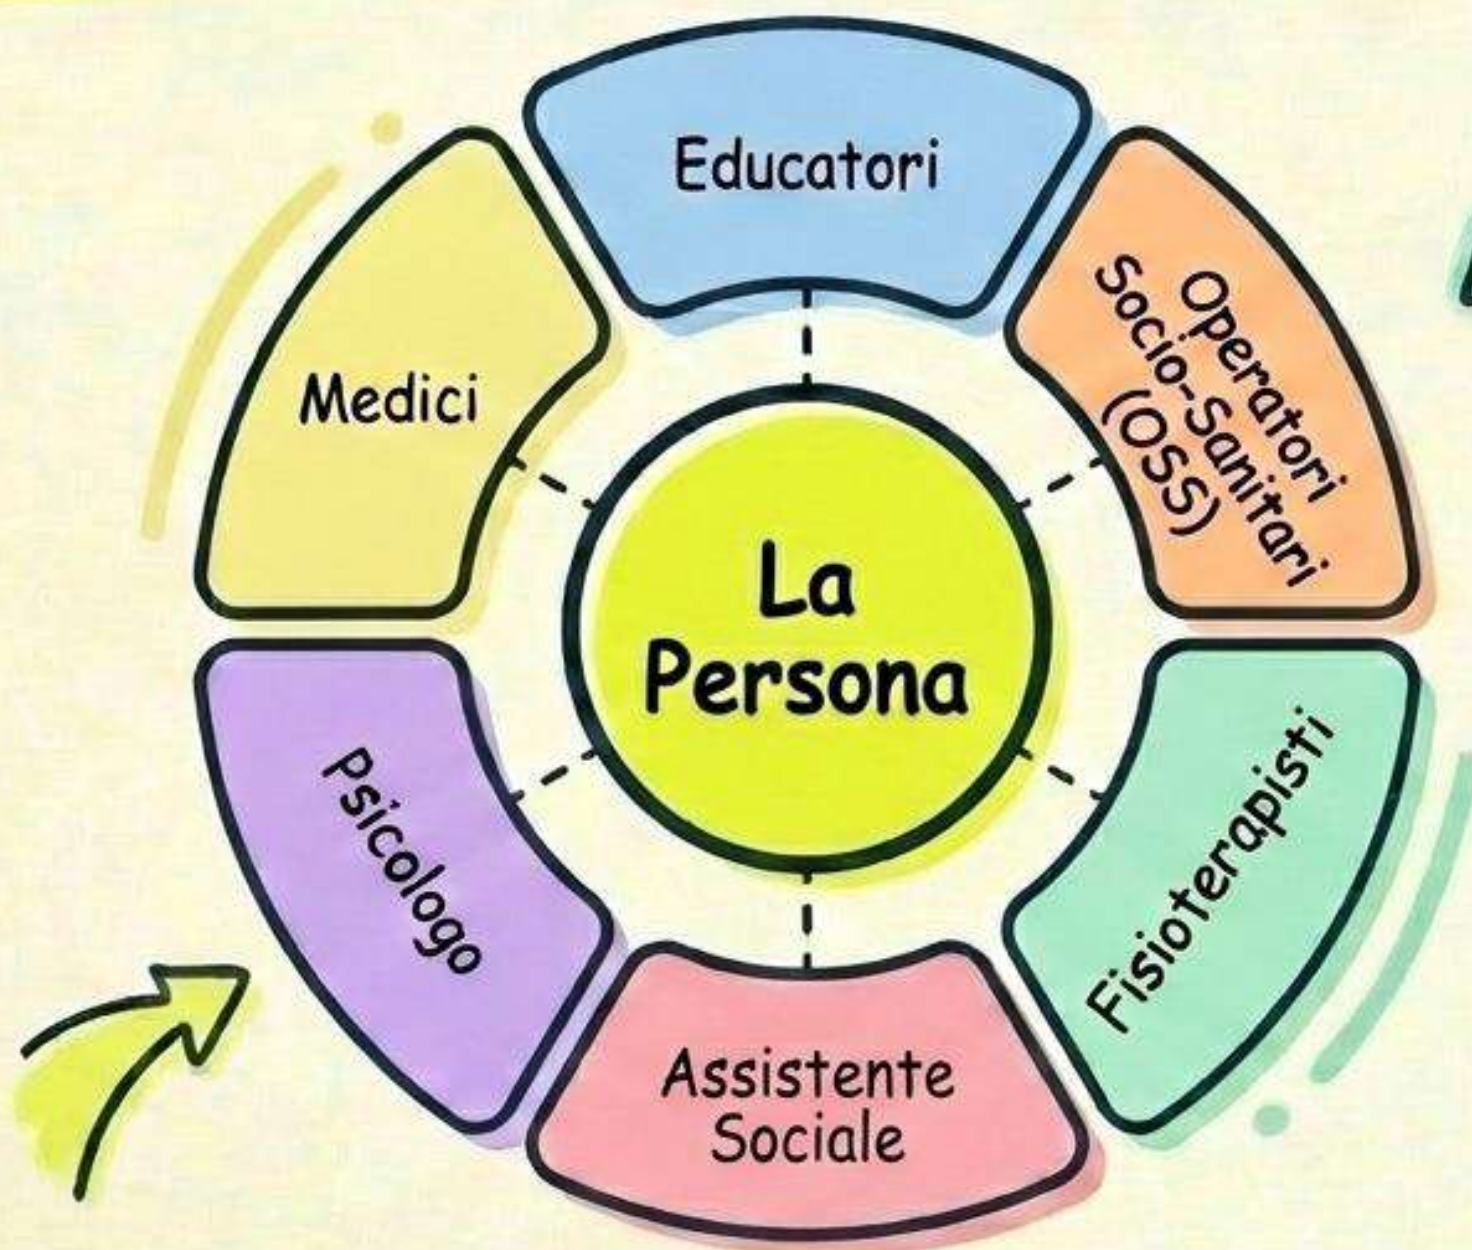 Educatori
Operatori
Socio-Sanitari
(OSS)
Medici
La
Persona
Psicologo
Fisioterapisti
Assistente
Sociale